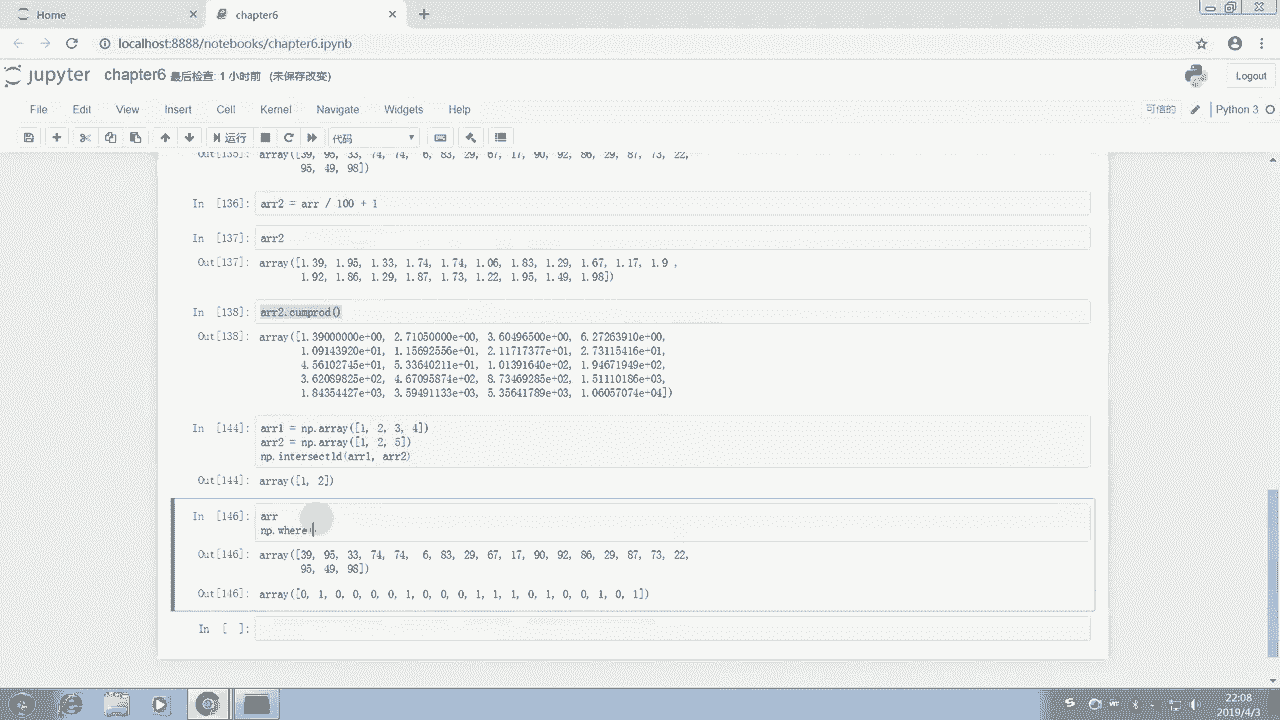 Home
chapter6
localhost:8888/notebooks/chapter6.ipynb
jupyter chapter6 最后检查: 1 小时前 (未保存改变)
Logout
File Edit View Insert Cell Kernel Navigate Widgets Help
可信的 Python 3
运行 代码
Out[135]: array([39, 95, 33, 74, 74, 6, 83, 29, 67, 17, 90, 92, 86, 29, 87, 73, 22,
95, 49, 98])
In [136]: arr2 = arr / 100 + 1
In [137]: arr2
Out[137]: array([1.39, 1.95, 1.33, 1.74, 1.74, 1.06, 1.83, 1.29, 1.67, 1.17, 1.9 ,
1.92, 1.86, 1.29, 1.87, 1.73, 1.22, 1.95, 1.49, 1.98])
In [138]: arr2.cumprod()
Out[138]: array([1.39000000e+00, 2.71050000e+00, 3.60496500e+00, 6.27263910e+00,
1.09143920e+01, 1.15692556e+01, 2.11717377e+01, 2.73115416e+01,
4.56102745e+01, 5.33640211e+01, 1.01391640e+02, 1.94671949e+02,
3.62089825e+02, 4.67095874e+02, 8.73469285e+02, 1.51110186e+03,
1.84354427e+03, 3.59491133e+03, 5.35641789e+03, 1.06057074e+04])
In [144]: arr1 = np.array([1, 2, 3, 4])
arr2 = np.array([1, 2, 5])
np.intersect1d(arr1, arr2)
Out[144]: array([1, 2])
In [146]: arr
np.where(
Out[146]: array([39, 95, 33, 74, 74, 6, 83, 29, 67, 17, 90, 92, 86, 29, 87, 73, 22,
95, 49, 98])
Out[146]: array([0, 1, 0, 0, 0, 0, 1, 0, 0, 0, 1, 1, 1, 0, 1, 0, 0, 1, 0, 1])
In [ ]:
22:08
2019/4/3